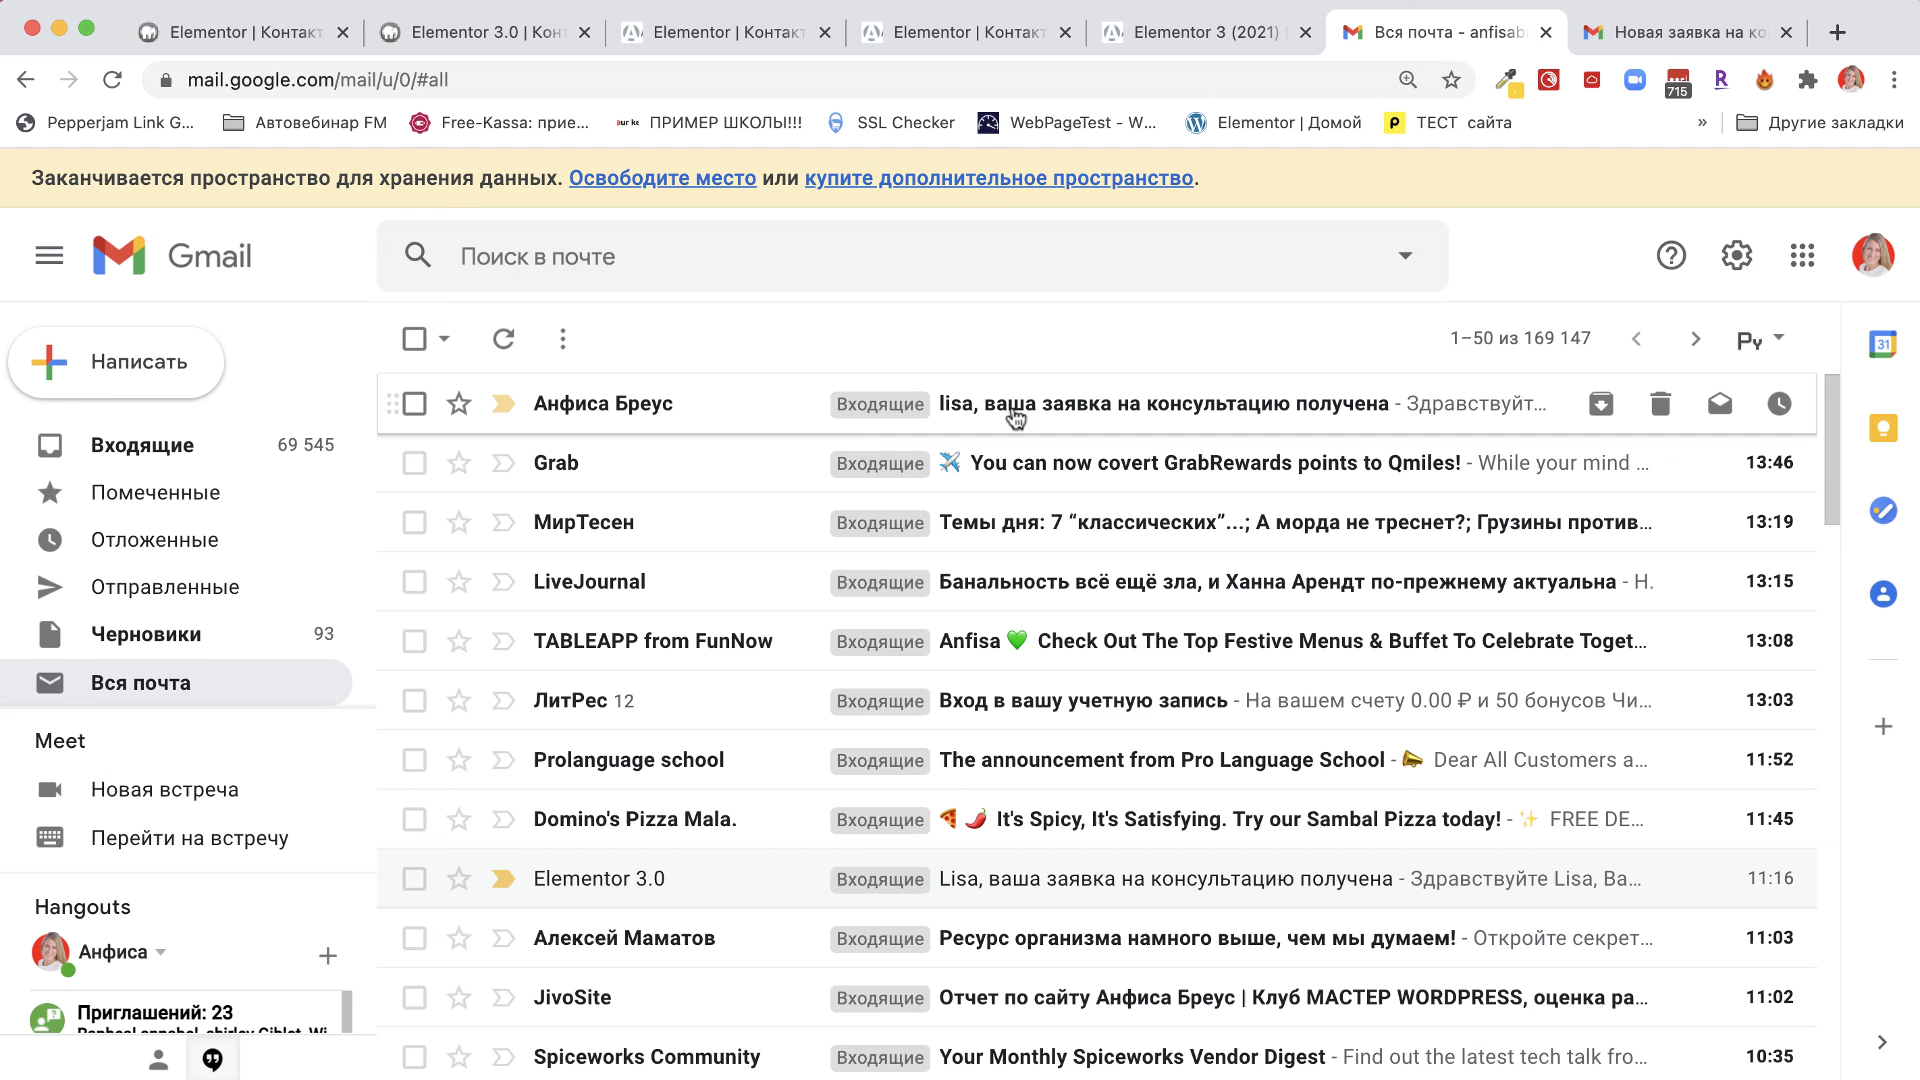 Elementor | Контакт
Elementor 3.0 | Кон
Elementor | Контакт
Elementor | Контакт
Elementor 3 (2021) |
Вся почта - anfisab
Новая заявка на ко
mail.google.com/mail/u/0/#all
715
R
Pepperjam Link G...
Автовебинар FM
Free-Kassa: прие...
ПРИМЕР ШКОЛЫ!!!
SSL Checker
WebPageTest - W...
Elementor | Домой
ТЕСТ сайта
»
Другие закладки
Заканчивается пространство для хранения данных. Освободите место или купите дополнительное пространство.
Gmail
Поиск в почте
Написать
1–50 из 169 147
Ру
31
Входящие 69 545
Помеченные
Отложенные
Отправленные
Черновики 93
Вся почта
Meet
Новая встреча
Перейти на встречу
Hangouts
Анфиса
Приглашений: 23
Анфиса Бреус Входящие lisa, ваша заявка на консультацию получена - Здравствуйт...
Grab Входящие ✈️ You can now covert GrabRewards points to Qmiles! - While your mind ... 13:46
МирТесен Входящие Темы дня: 7 “классических”...; А морда не треснет?; Грузины против... 13:19
LiveJournal Входящие Банальность всё ещё зла, и Ханна Арендт по-прежнему актуальна - Н. 13:15
TABLEAPP from FunNow Входящие Anfisa 💚 Check Out The Top Festive Menus & Buffet To Celebrate Toget... 13:08
ЛитРес 12 Входящие Вход в вашу учетную запись - На вашем счету 0.00 ₽ и 50 бонусов Чи... 13:03
Prolanguage school Входящие The announcement from Pro Language School - 📣 Dear All Customers a... 11:52
Domino's Pizza Mala. Входящие 🍕 🌶️ It's Spicy, It's Satisfying. Try our Sambal Pizza today! - ✨ FREE DE... 11:45
Elementor 3.0 Входящие Lisa, ваша заявка на консультацию получена - Здравствуйте Lisa, Ва... 11:16
Алексей Маматов Входящие Ресурс организма намного выше, чем мы думаем! - Откройте секрет... 11:03
JivoSite Входящие Отчет по сайту Анфиса Бреус | Клуб МАСТЕР WORDPRESS, оценка ра... 11:02
Spiceworks Community Входящие Your Monthly Spiceworks Vendor Digest - Find out the latest tech talk fro... 10:35